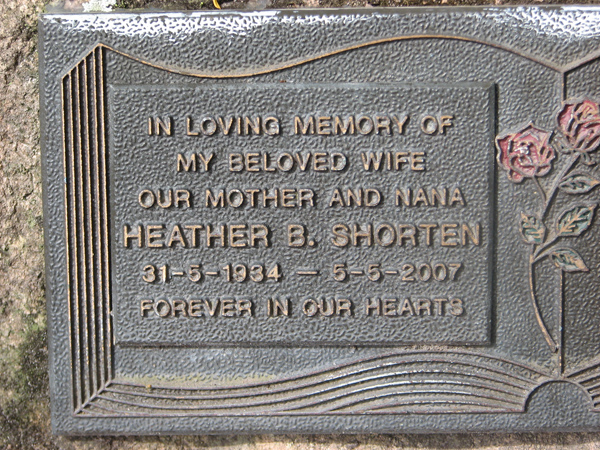 IN LOVING MEMORY OF
MY BELOVED WIFE
OUR MOTHER AND NANA
HEATHER B. SHORTEN
31-5-1934 — 5-5-2007
FOREVER IN OUR HEARTS